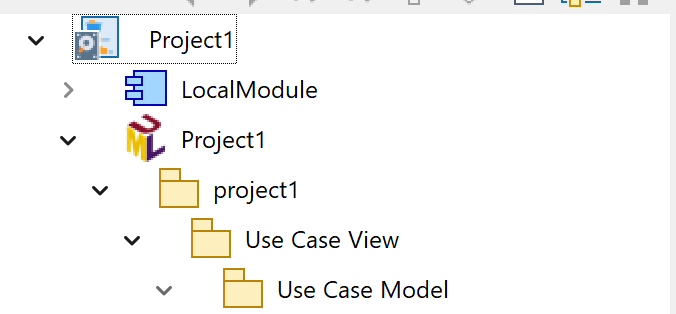 Project1
LocalModule
Project1
project1
Use Case View
Use Case Model